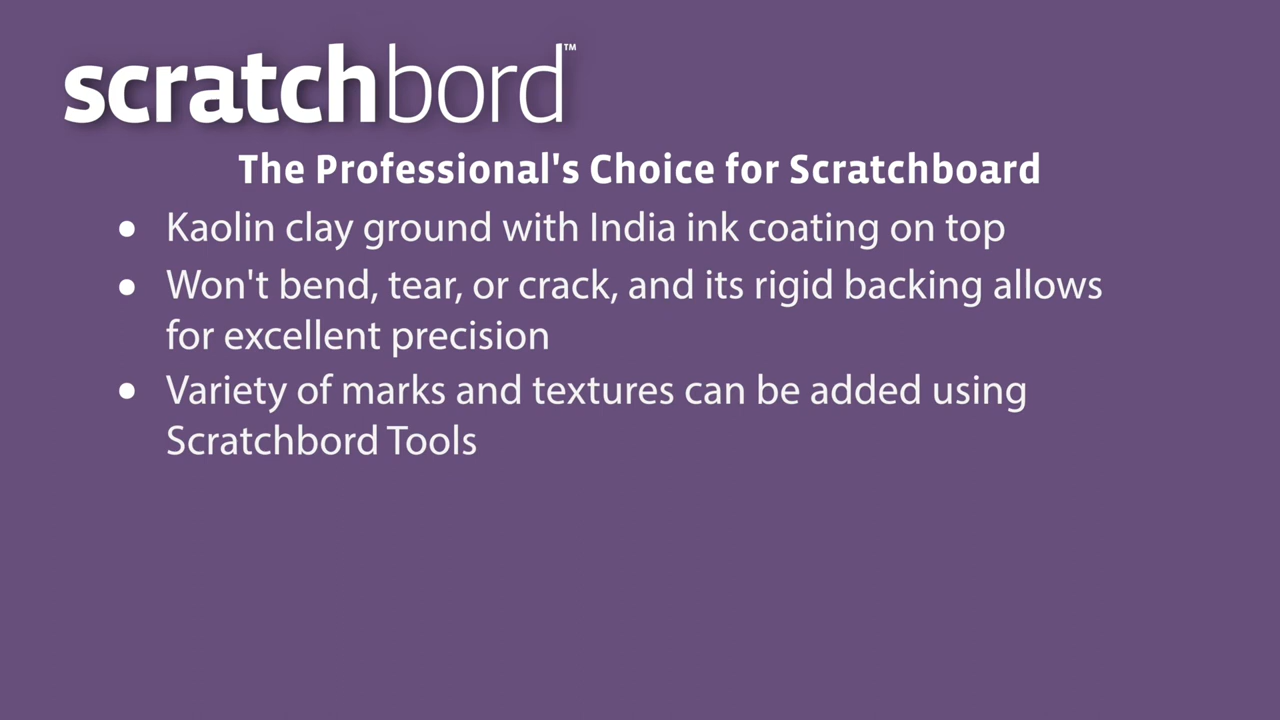 scratchbord™
The Professional's Choice for Scratchboard
• Kaolin clay ground with India ink coating on top
• Won't bend, tear, or crack, and its rigid backing allows
for excellent precision
• Variety of marks and textures can be added using
Scratchbord Tools